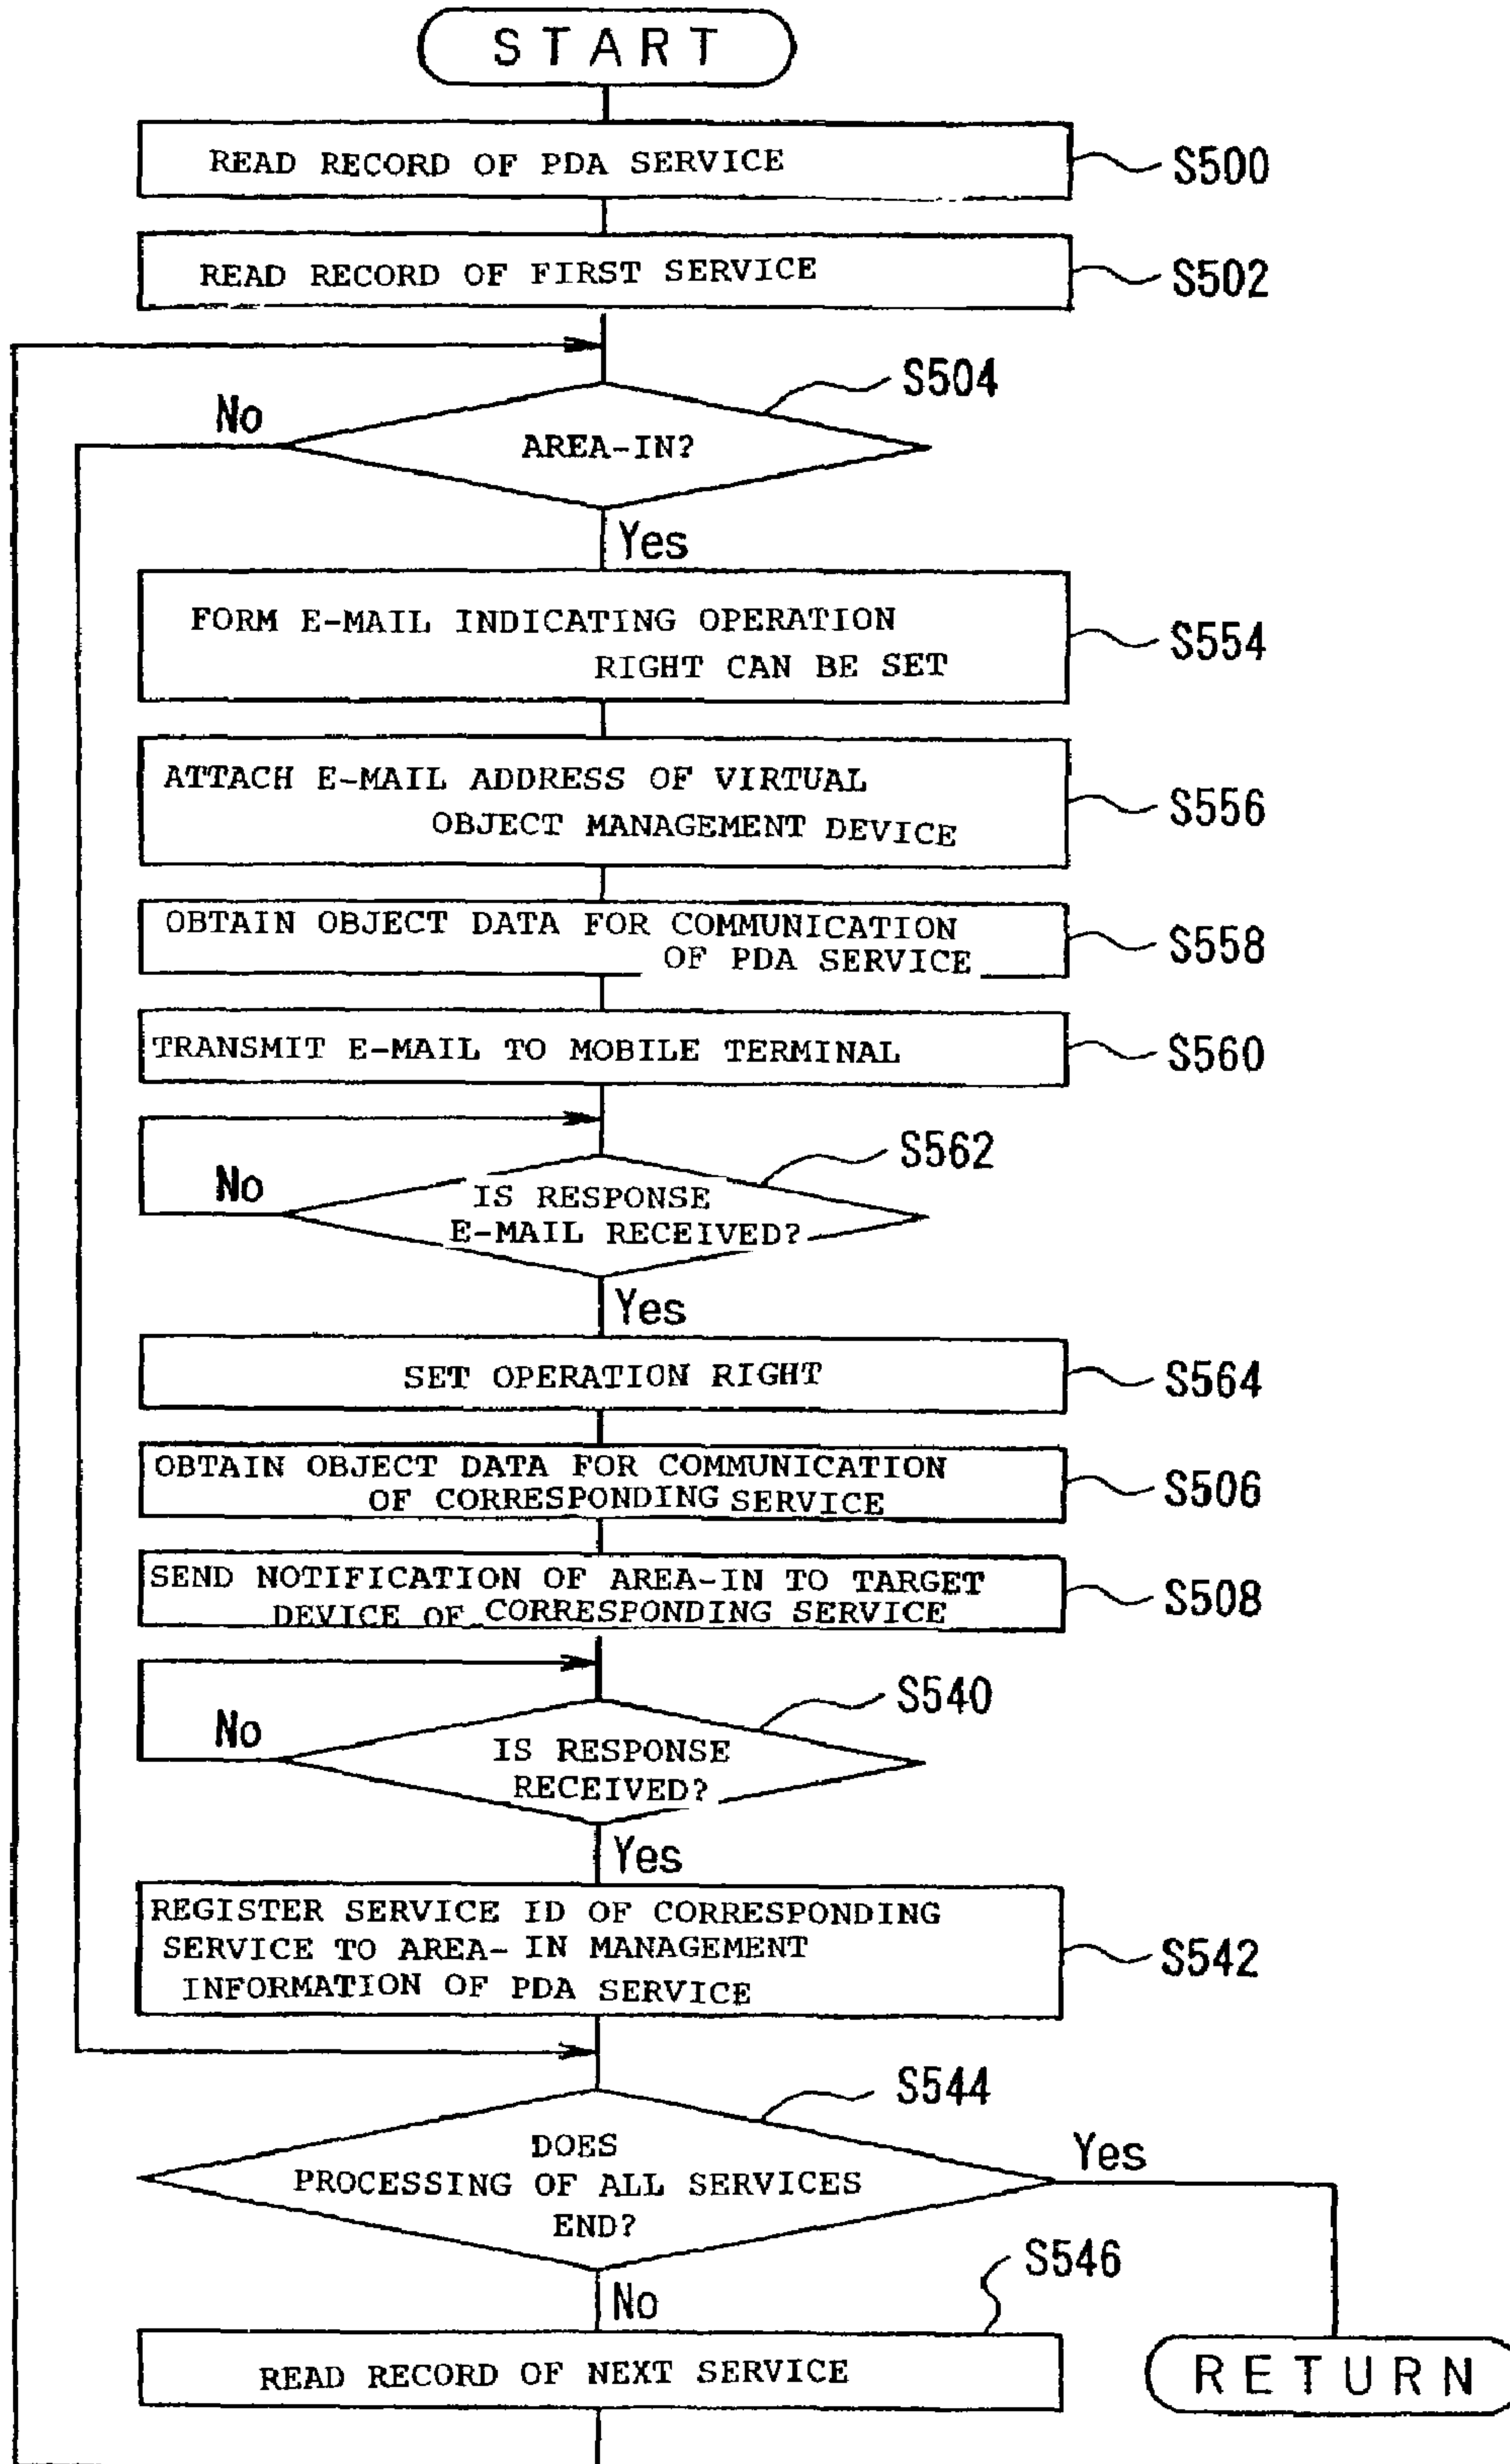 START
READ RECORD OF PDA SERVICE
S500
READ RECORD OF FIRST SERVICE
S502
S504
No
AREA-IN?
Yes
FORM E-MAIL INDICATING OPERATION
RIGHT CAN BE SET
S554
ATTACH E-MAIL ADDRESS OF VIRTUAL
OBJECT MANAGEMENT DEVICE
S556
OBTAIN OBJECT DATA FOR COMMUNICATION
OF PDA SERVICE
S558
TRANSMIT E-MAIL TO MOBILE TERMINAL
S560
S562
No
IS RESPONSE
E-MAIL RECEIVED?
Yes
SET OPERATION RIGHT
S564
OBTAIN OBJECT DATA FOR COMMUNICATION
OF CORRESPONDING SERVICE
S506
SEND NOTIFICATION OF AREA-IN TO TARGET
DEVICE OF CORRESPONDING SERVICE
S508
S540
No
IS RESPONSE
RECEIVED?
Yes
REGISTER SERVICE ID OF CORRESPONDING
SERVICE TO AREA- IN MANAGEMENT
INFORMATION OF PDA SERVICE
S542
S544
DOES
PROCESSING OF ALL SERVICES
END?
Yes
S546
No
READ RECORD OF NEXT SERVICE
RETURN